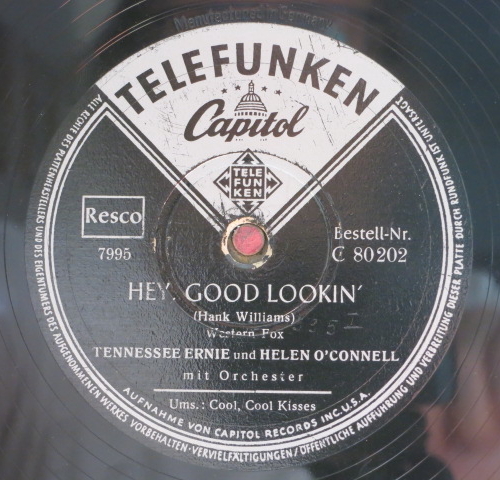 Manufactured in Germany
TELEFUNKEN
Capitol
TELE
FUN
KEN
Resco
7995
Bestell-Nr.
C 80202
HEY, GOOD LOOKIN'
(Hank Williams)
Western Fox
TENNESSEE ERNIE und HELEN O'CONNELL
mit Orchester
Ums.: Cool, Cool Kisses
AUFNAHME VON CAPITOL RECORDS INC. U.S.A.
ALLE RECHTE DES PLATTENHERSTELLERS UND DES EIGENTÜMERS DES AUFGENOMMENEN WERKES VORBEHALTEN · VERVIELFÄLTIGUNGEN / ÖFFENTLICHE AUFFÜHRUNG UND VERBREITUNG DIESER PLATTE DURCH RUNDFUNK IST UNTERSAGT